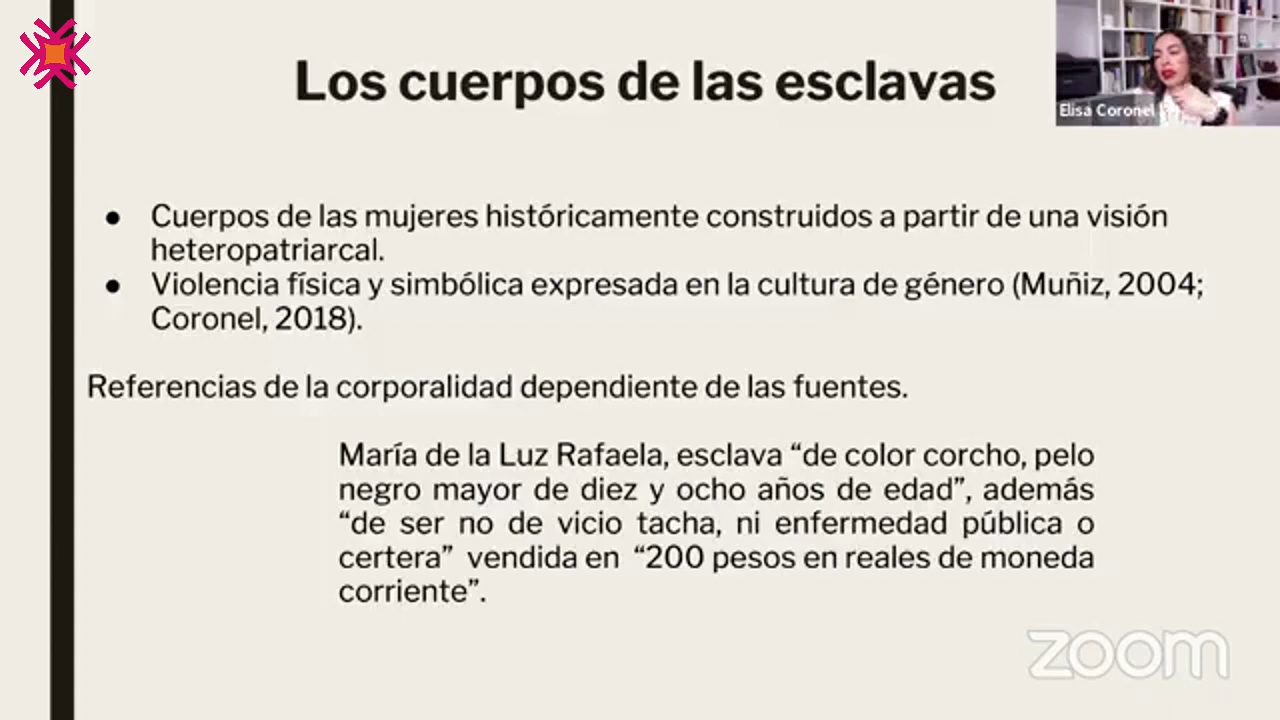 Los cuerpos de las esclavas
Elisa Coronel
● Cuerpos de las mujeres históricamente construidos a partir de una visión
heteropatriarcal.
● Violencia física y simbólica expresada en la cultura de género (Muñiz, 2004;
Coronel, 2018).
Referencias de la corporalidad dependiente de las fuentes.
María de la Luz Rafaela, esclava “de color corcho, pelo
negro mayor de diez y ocho años de edad”, además
“de ser no de vicio tacha, ni enfermedad pública o
certera” vendida en “200 pesos en reales de moneda
corriente”.
zoom